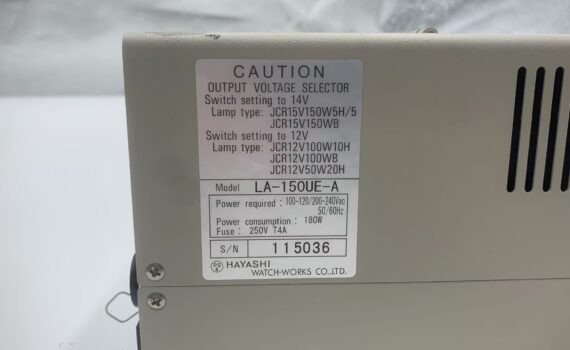 CAUTION
OUTPUT VOLTAGE SELECTOR
Switch setting to 14V
Lamp type: JCR15V150W5H/5
JCR15V150WB
Switch setting to 12V
Lamp type: JCR12V100W10H
JCR12V100WB
JCR12V50W20H
Model LA-150UE-A
Power required : 100-120/200-240Vac
50/60Hz
Power consumption : 180W
Fuse : 250V T4A
S/N 115036
HAYASHI
WATCH-WORKS CO.,LTD.